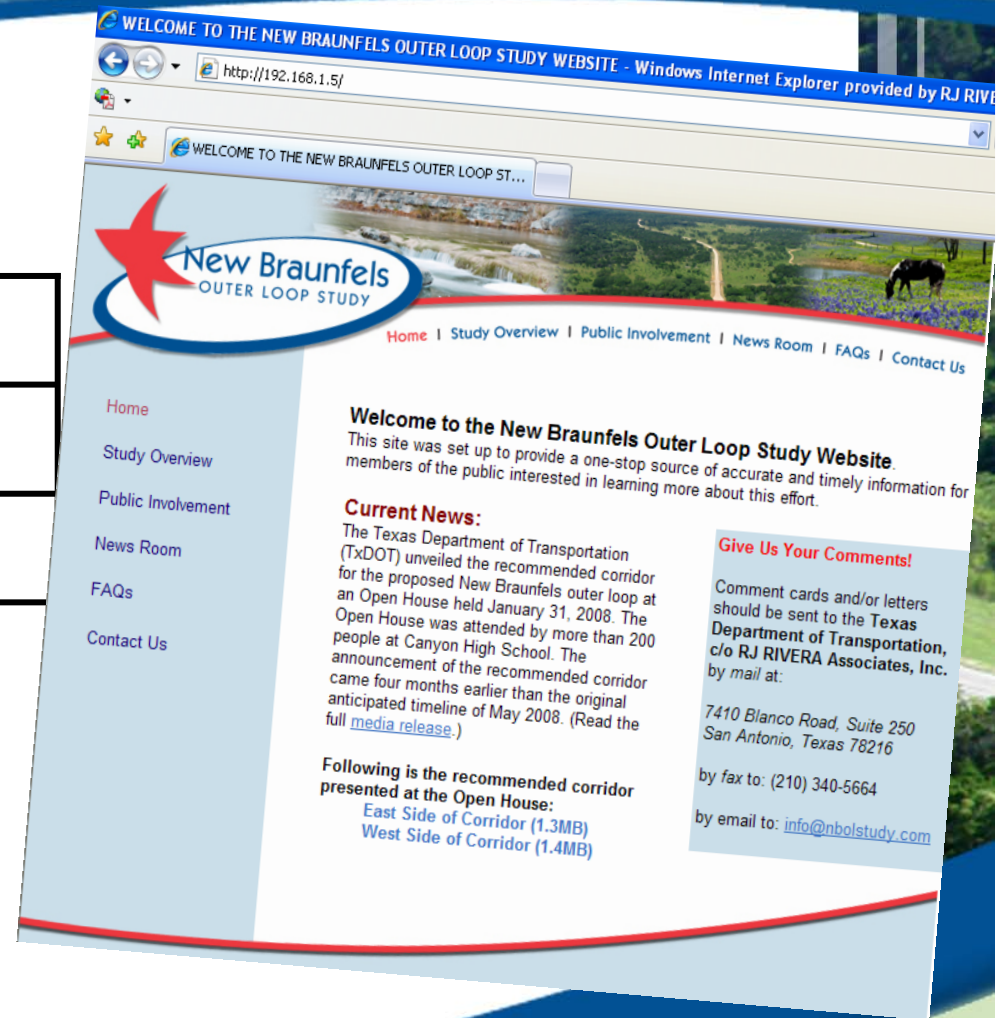 WELCOME TO THE NEW BRAUNFELS OUTER LOOP STUDY WEBSITE - Windows Internet Explorer provided by RJ RIVE
http://192.168.1.5/
WELCOME TO THE NEW BRAUNFELS OUTER LOOP ST...
New Braunfels
OUTER LOOP STUDY
Home | Study Overview | Public Involvement | News Room | FAQs | Contact Us
Home
Study Overview
Public Involvement
News Room
FAQs
Contact Us
Welcome to the New Braunfels Outer Loop Study Website.
This site was set up to provide a one-stop source of accurate and timely information for
members of the public interested in learning more about this effort.
Current News:
The Texas Department of Transportation
(TxDOT) unveiled the recommended corridor
for the proposed New Braunfels outer loop at
an Open House held January 31, 2008. The
Open House was attended by more than 200
people at Canyon High School. The
announcement of the recommended corridor
came four months earlier than the original
anticipated timeline of May 2008. (Read the
full media release.)
Following is the recommended corridor
presented at the Open House:
East Side of Corridor (1.3MB)
West Side of Corridor (1.4MB)
Give Us Your Comments!
Comment cards and/or letters
should be sent to the Texas
Department of Transportation,
c/o RJ RIVERA Associates, Inc.
by mail at:
7410 Blanco Road, Suite 250
San Antonio, Texas 78216
by fax to: (210) 340-5664
by email to: info@nbolstudy.com